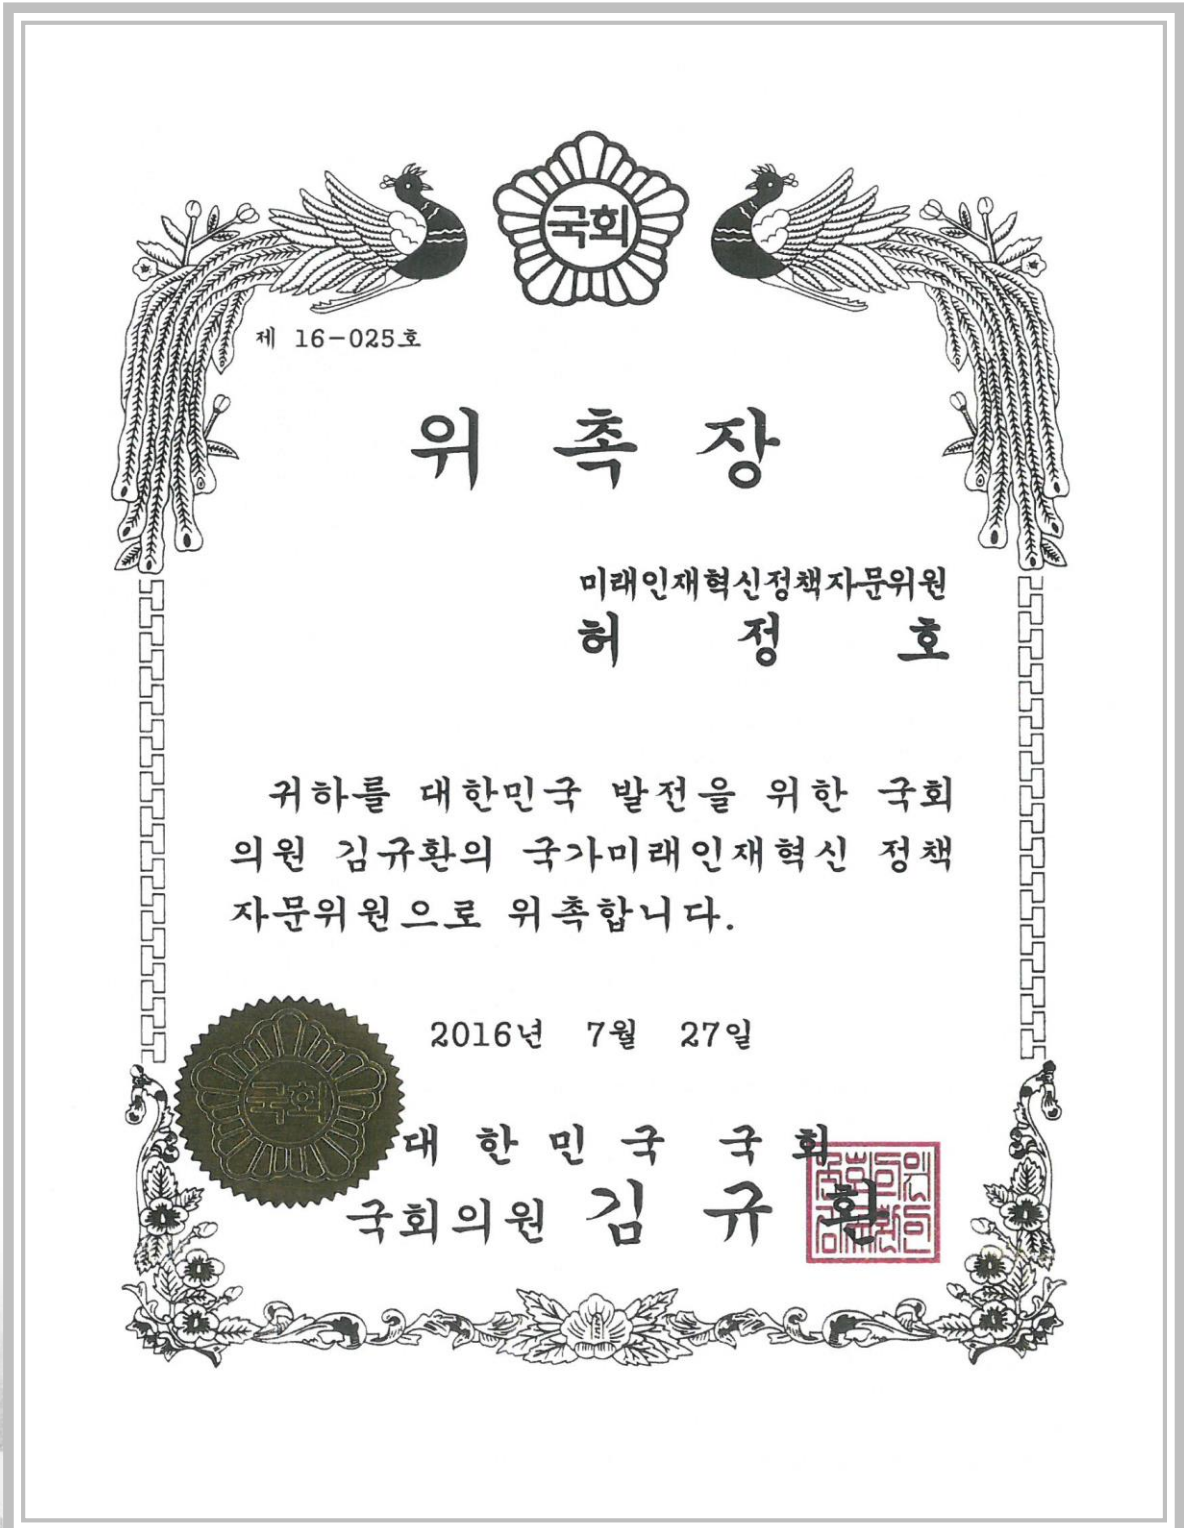 국회
제 16-025호
위 촉 장
미래인재혁신정책자문위원
허 정 호
귀하를 대한민국 발전을 위한 국회
의원 김규환의 국가미래인재혁신 정책
자문위원으로 위촉합니다.
2016년 7월 27일
국회
대 한 민 국 국 회
국회의원 김 규 환